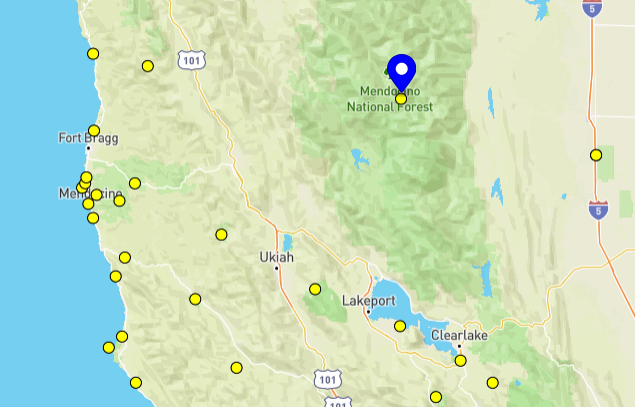 5
101
Mendocino
National Forest
Fort Bragg
Mendocino
5
Ukiah
Lakeport
Clearlake
101
101